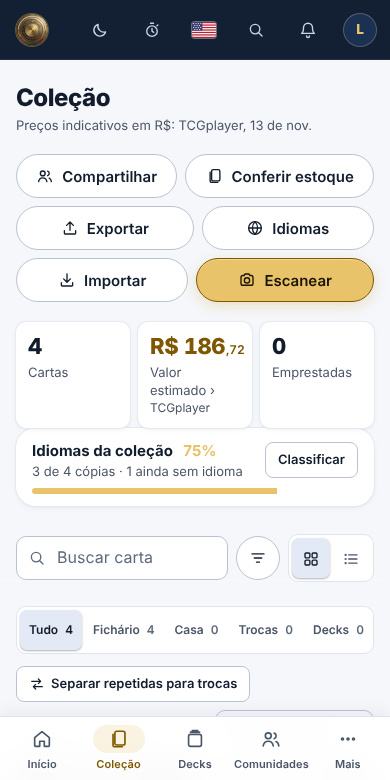 L
Coleção
Preços indicativos em R$: TCGplayer, 13 de nov.
Compartilhar
Conferir estoque
Exportar
Idiomas
Importar
Escanear
4
Cartas
R$ 186,72
Valor
estimado ›
TCGplayer
0
Emprestadas
Idiomas da coleção 75%
3 de 4 cópias · 1 ainda sem idioma
Classificar
Buscar carta
Tudo 4 Fichário 4 Casa 0 Trocas 0 Decks 0
Separar repetidas para trocas
Início Coleção Decks Comunidades Mais